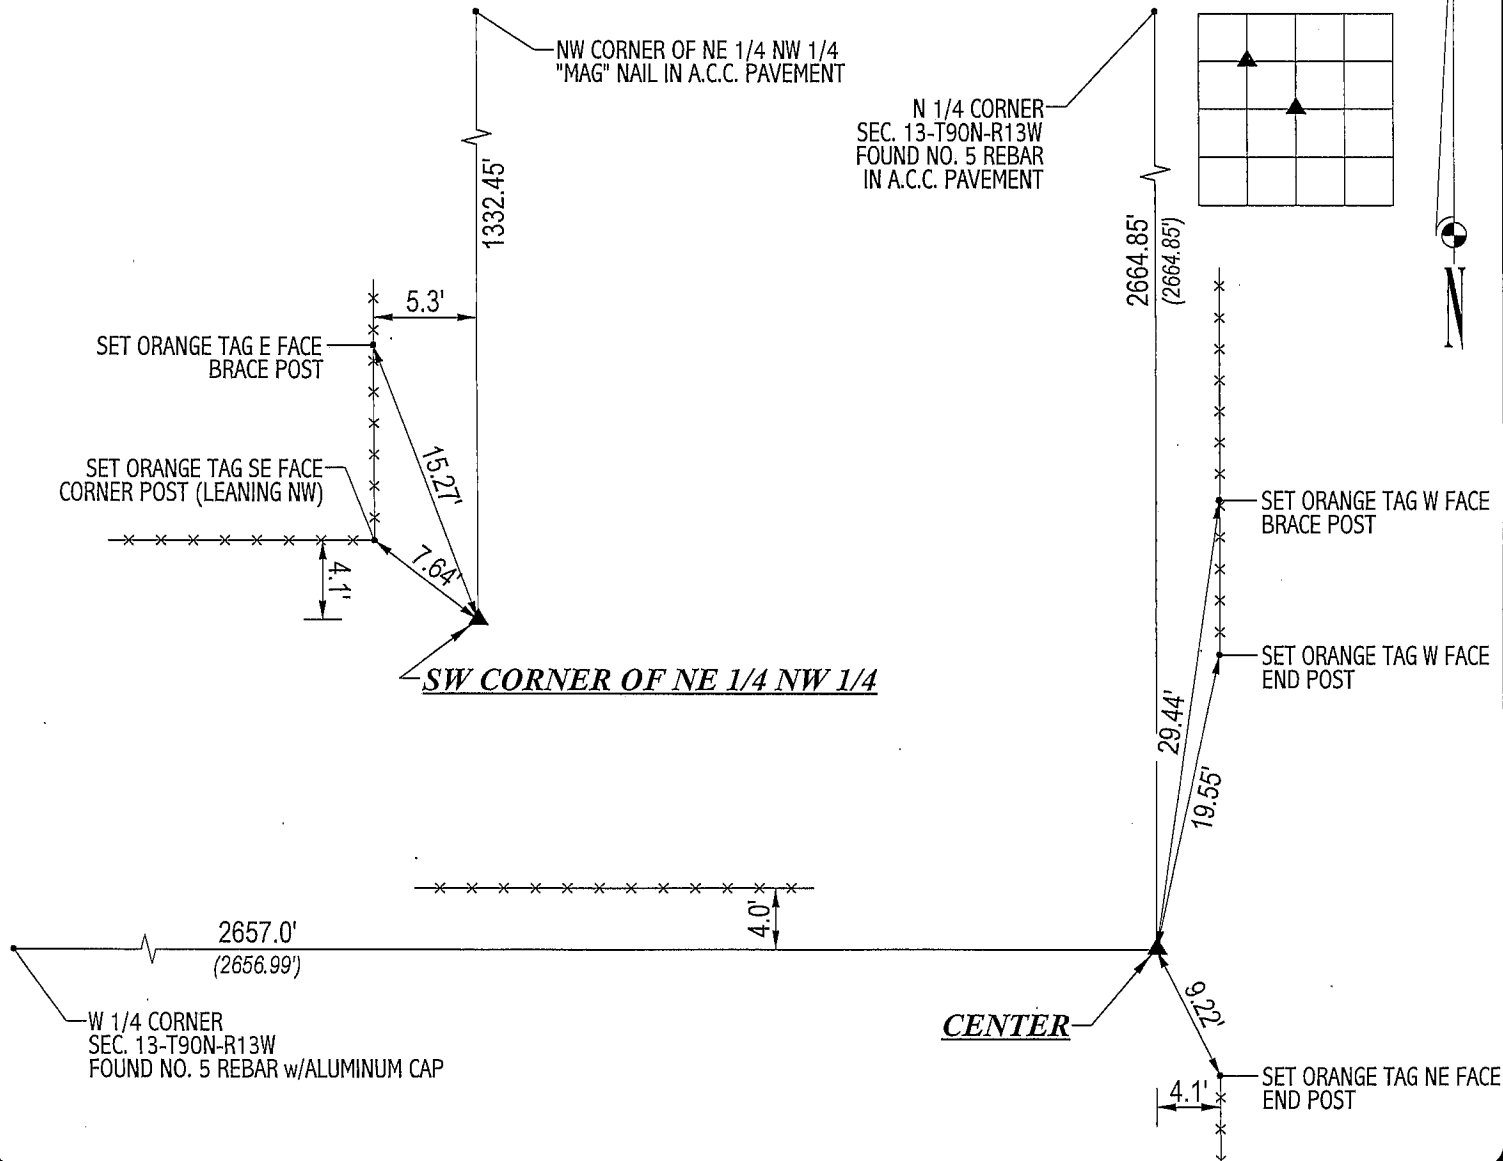 NW CORNER OF NE 1/4 NW 1/4
"MAG" NAIL IN A.C.C. PAVEMENT
N 1/4 CORNER
SEC. 13-T90N-R13W
FOUND NO. 5 REBAR
IN A.C.C. PAVEMENT
1332.45'
2664.85'
(2664.85')
N
5.3'
SET ORANGE TAG E FACE
BRACE POST
15.27'
SET ORANGE TAG SE FACE
CORNER POST (LEANING NW)
7.64'
4.1'
SW CORNER OF NE 1/4 NW 1/4
SET ORANGE TAG W FACE
BRACE POST
SET ORANGE TAG W FACE
END POST
29.44'
19.55'
4.0'
2657.0'
(2656.99')
W 1/4 CORNER
SEC. 13-T90N-R13W
FOUND NO. 5 REBAR w/ALUMINUM CAP
CENTER
9.22'
4.1'
SET ORANGE TAG NE FACE
END POST